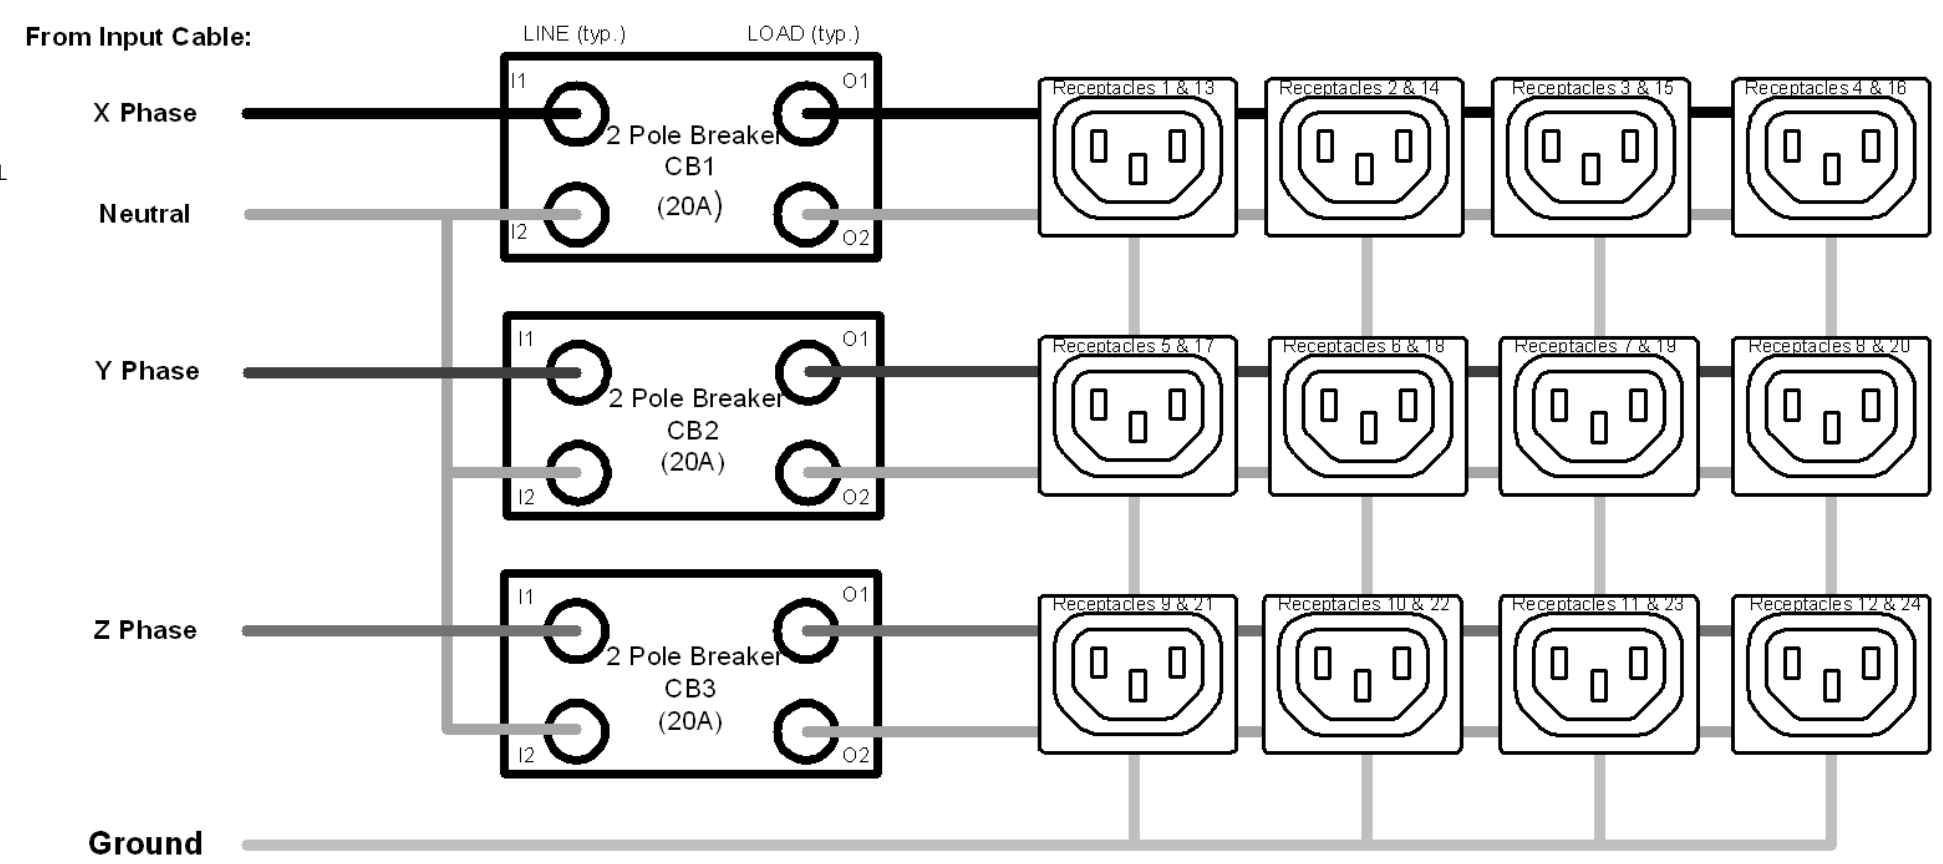 From Input Cable:
LINE (typ.)
LOAD (typ.)
X Phase
I1
O1
2 Pole Breaker
CB1
(20A)
Neutral
I2
O2
Receptacles 1 & 13
Receptacles 2 & 14
Receptacles 3 & 15
Receptacles 4 & 16
L
Y Phase
I1
O1
2 Pole Breaker
CB2
(20A)
I2
O2
Receptacles 5 & 17
Receptacles 6 & 18
Receptacles 7 & 19
Receptacles 8 & 20
Z Phase
I1
O1
2 Pole Breaker
CB3
(20A)
I2
O2
Receptacles 9 & 21
Receptacles 10 & 22
Receptacles 11 & 23
Receptacles 12 & 24
Ground